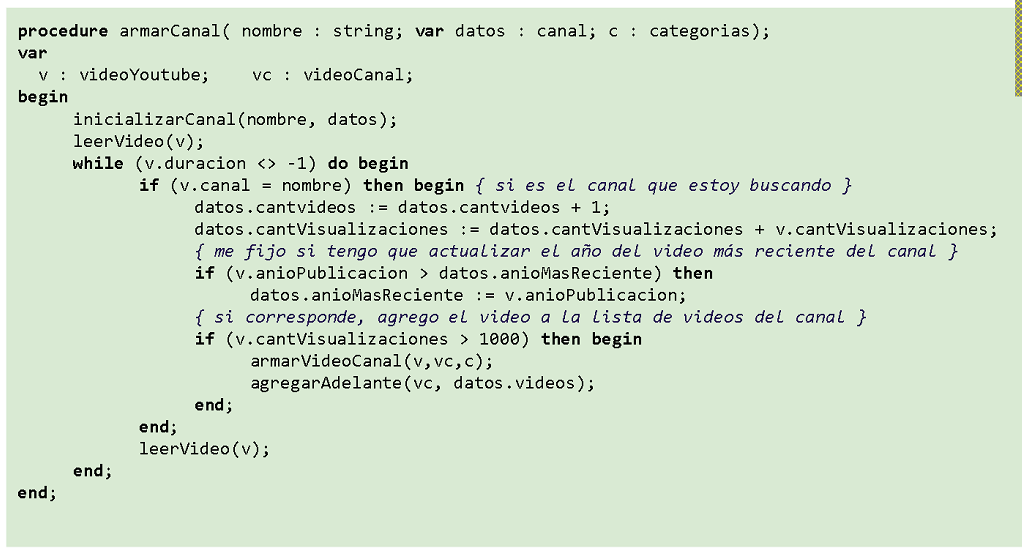 procedure armarCanal( nombre : string; var datos : canal; c : categorias);
var
v : videoYoutube; vc : videoCanal;
begin
inicializarCanal(nombre, datos);
leerVideo(v);
while (v.duracion <> -1) do begin
if (v.canal = nombre) then begin { si es el canal que estoy buscando }
datos.cantvideos := datos.cantvideos + 1;
datos.cantVisualizaciones := datos.cantVisualizaciones + v.cantVisualizaciones;
{ me fijo si tengo que actualizar el año del video más reciente del canal }
if (v.anioPublicacion > datos.anioMasReciente) then
datos.anioMasReciente := v.anioPublicacion;
{ si corresponde, agrego el video a la lista de videos del canal }
if (v.cantVisualizaciones > 1000) then begin
armarVideoCanal(v,vc,c);
agregarAdelante(vc, datos.videos);
end;
end;
leerVideo(v);
end;
end;